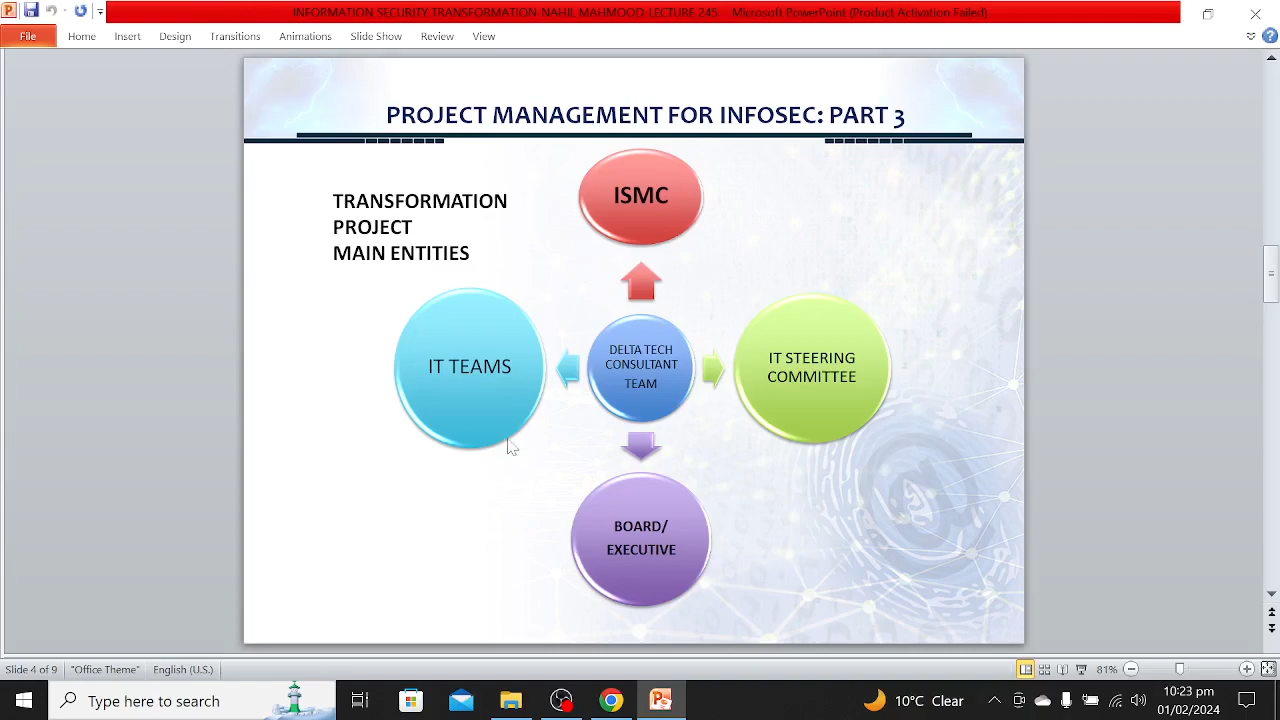 INFORMATION SECURITY TRANSFORMATION NAHIL MAHMOOD LECTURE 245 Microsoft PowerPoint (Product Activation Failed)
File Home Insert Design Transitions Animations Slide Show Review View
PROJECT MANAGEMENT FOR INFOSEC: PART 3
TRANSFORMATION
PROJECT
MAIN ENTITIES
ISMC
IT TEAMS
DELTA TECH
CONSULTANT
TEAM
IT STEERING
COMMITTEE
BOARD/
EXECUTIVE
Slide 4 of 9 "Office Theme" English (U.S.) 81%
Type here to search
10°C Clear
10:23 pm
01/02/2024